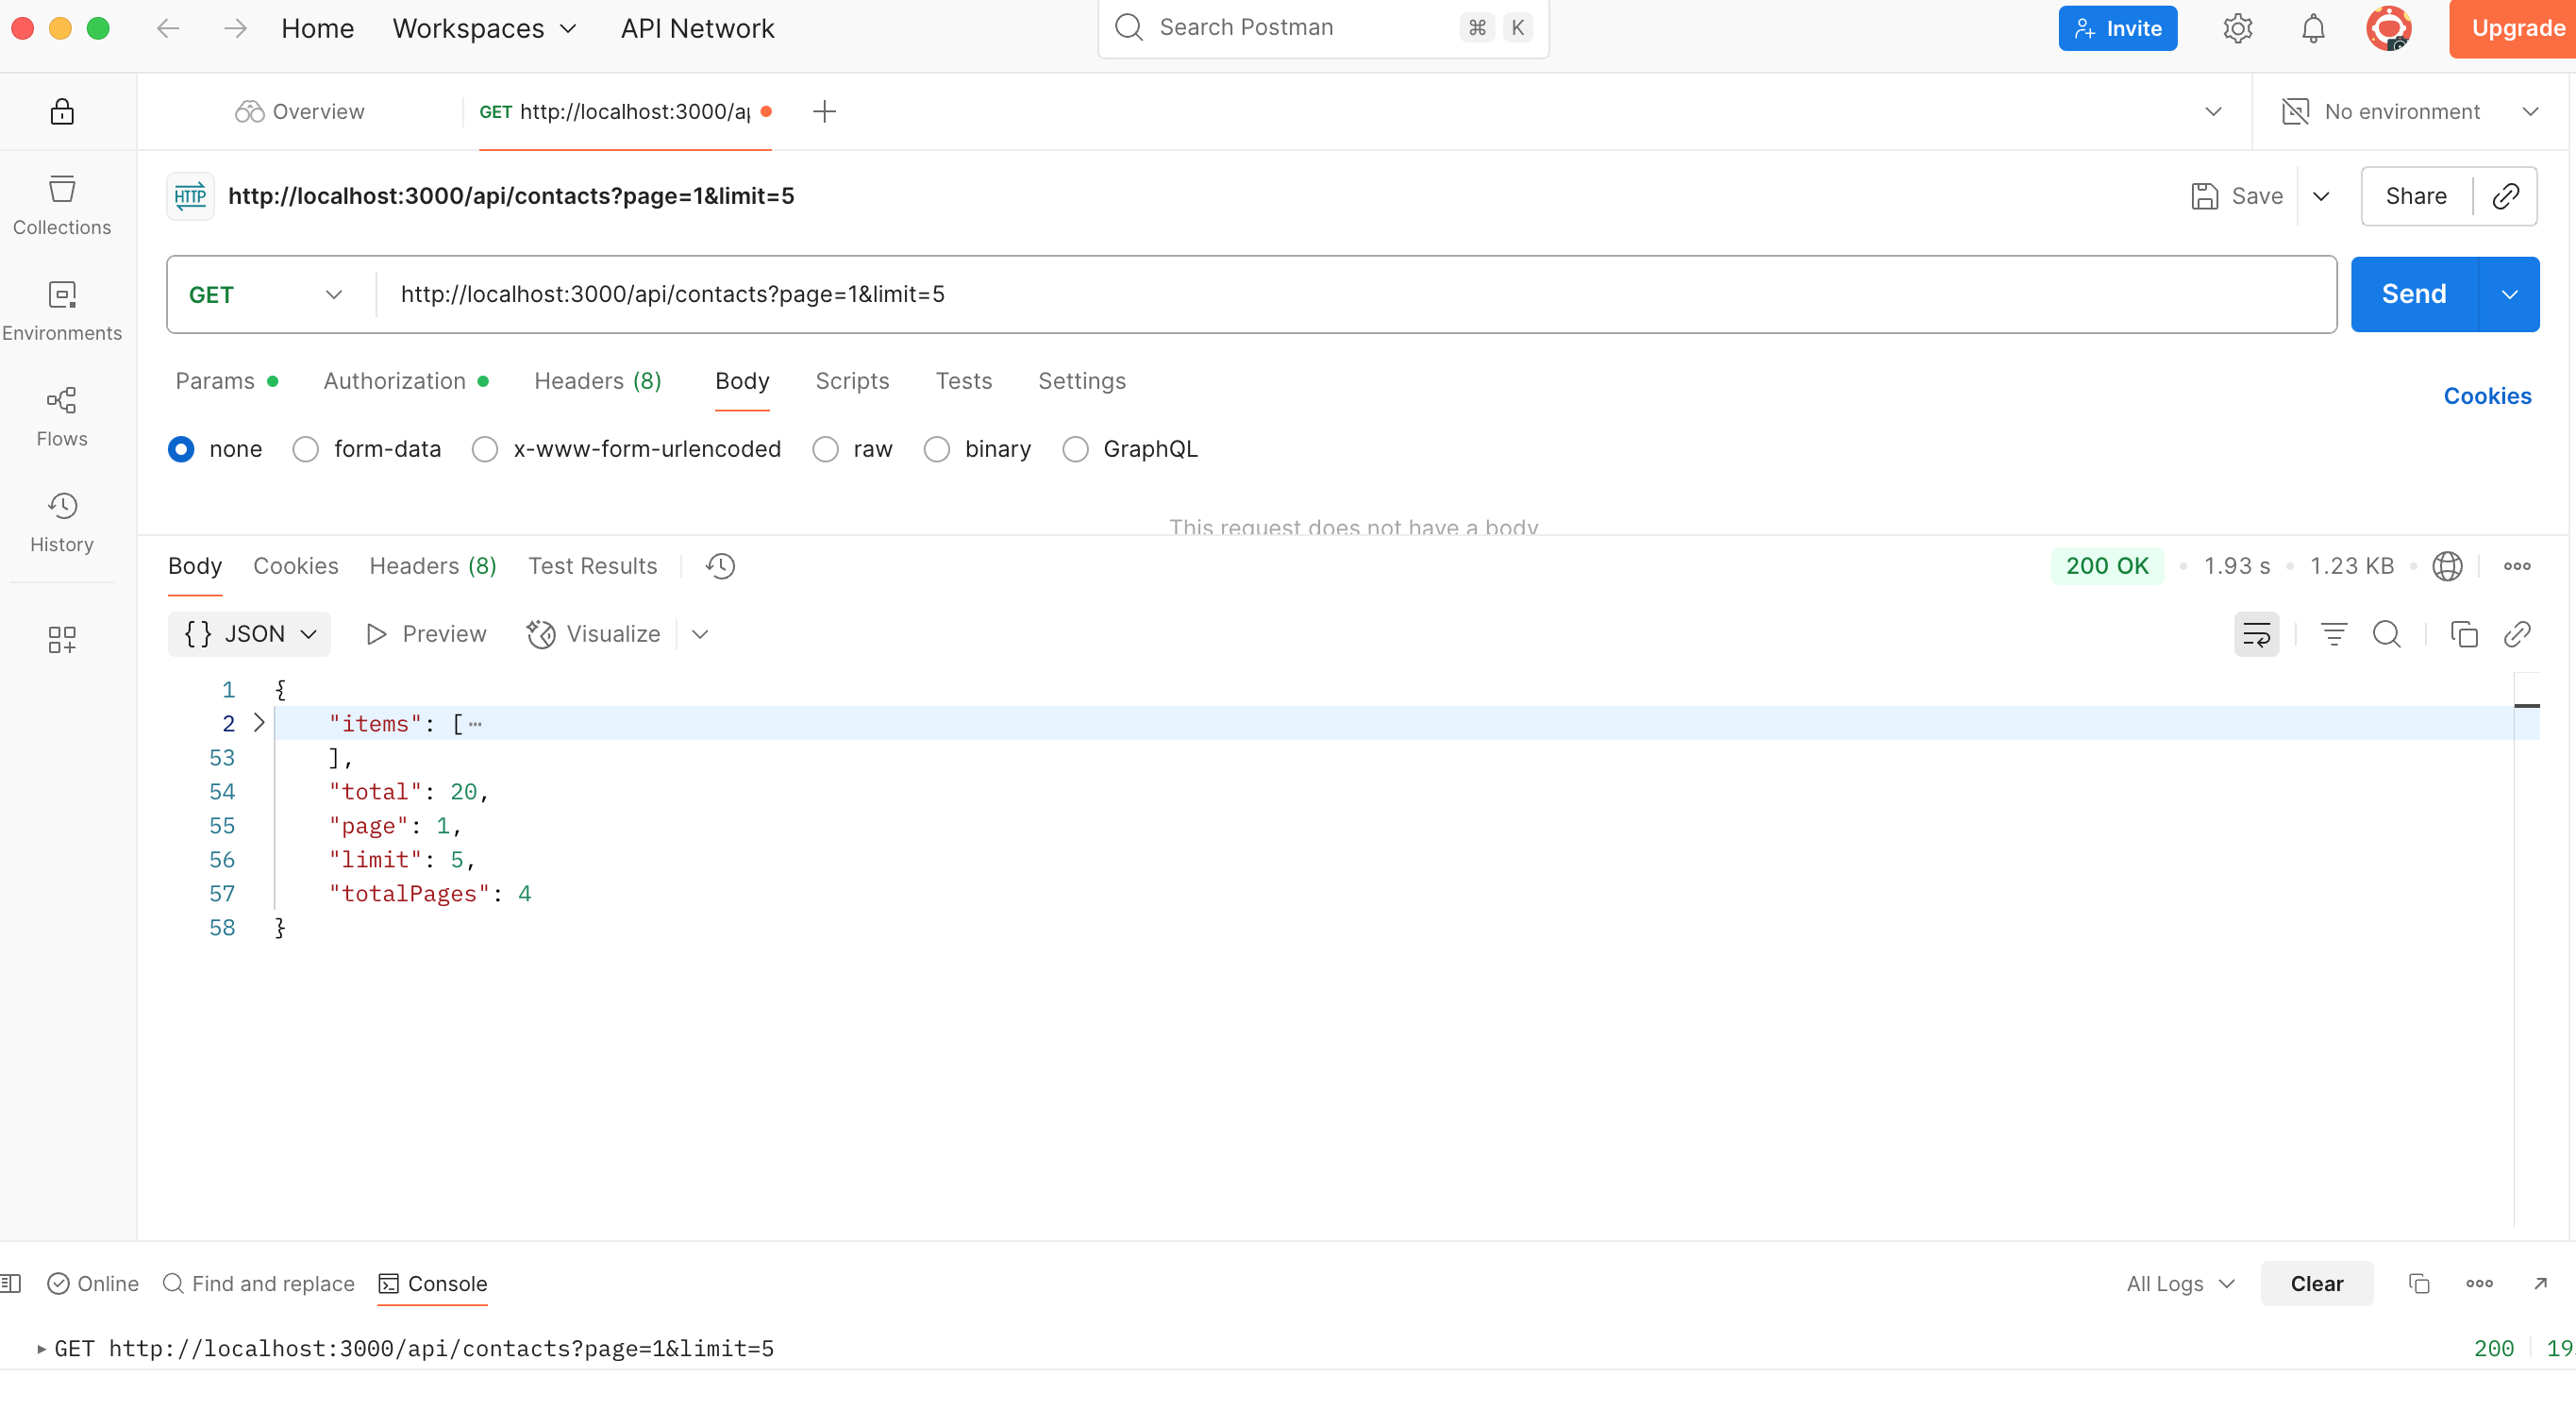 Home Workspaces API Network Search Postman ⌘ K Invite Upgrade
Overview GET http://localhost:3000/ap No environment
HTTP http://localhost:3000/api/contacts?page=1&limit=5 Save Share
GET http://localhost:3000/api/contacts?page=1&limit=5 Send
Params Authorization Headers (8) Body Scripts Tests Settings Cookies
none form-data x-www-form-urlencoded raw binary GraphQL
This request does not have a body
Collections
Environments
Flows
History
Body Cookies Headers (8) Test Results 200 OK • 1.93 s • 1.23 KB
{} JSON Preview Visualize
1 {
2 "items": [⋯
53 ],
54 "total": 20,
55 "page": 1,
56 "limit": 5,
57 "totalPages": 4
58 }
Online Find and replace Console All Logs Clear
GET http://localhost:3000/api/contacts?page=1&limit=5 200 19